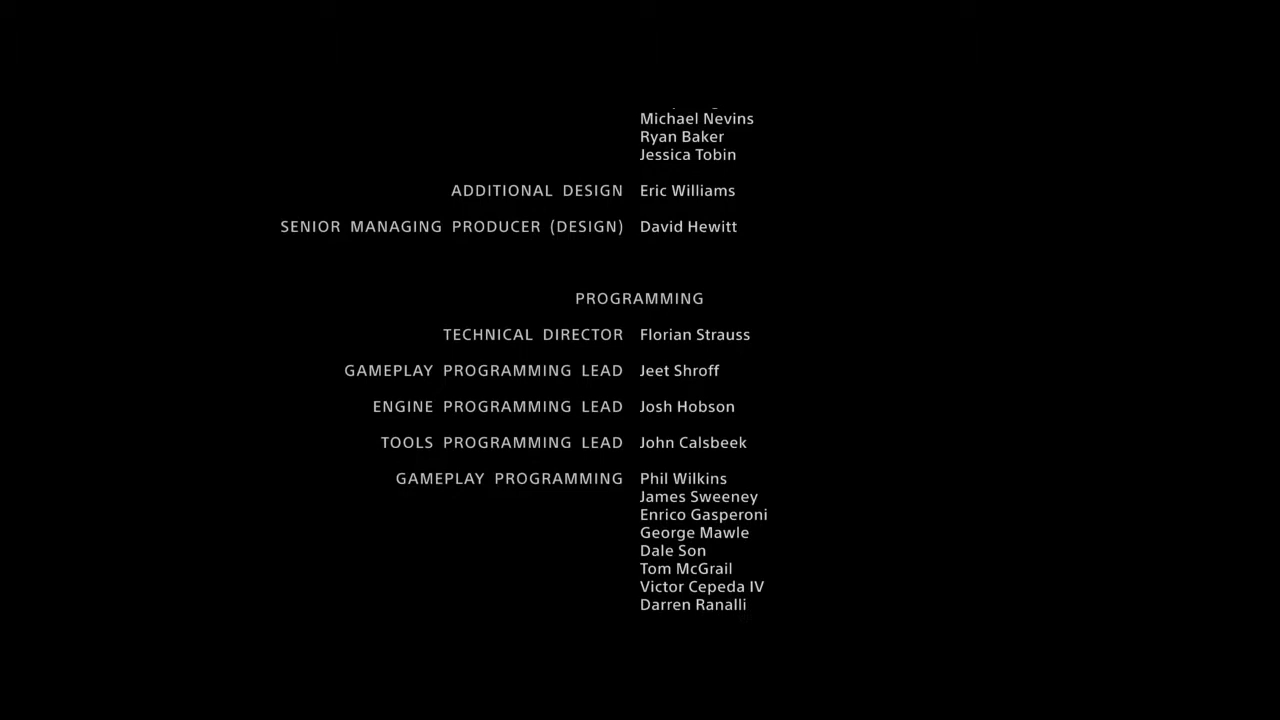 Michael Nevins
Ryan Baker
Jessica Tobin
ADDITIONAL DESIGN Eric Williams
SENIOR MANAGING PRODUCER (DESIGN) David Hewitt
PROGRAMMING
TECHNICAL DIRECTOR Florian Strauss
GAMEPLAY PROGRAMMING LEAD Jeet Shroff
ENGINE PROGRAMMING LEAD Josh Hobson
TOOLS PROGRAMMING LEAD John Calsbeek
GAMEPLAY PROGRAMMING Phil Wilkins
James Sweeney
Enrico Gasperoni
George Mawle
Dale Son
Tom McGrail
Victor Cepeda IV
Darren Ranalli